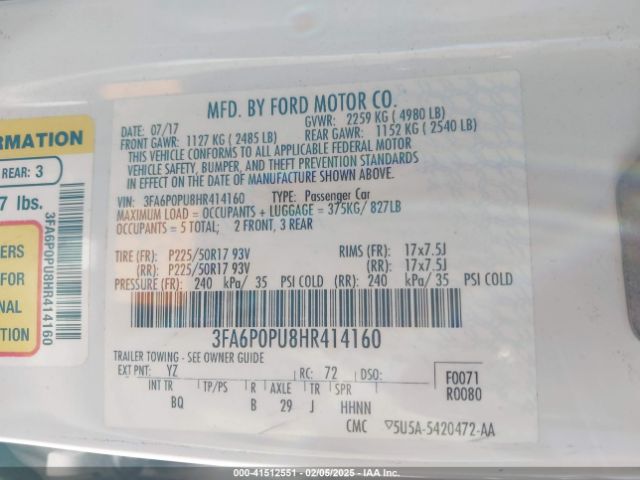 MFD. BY FORD MOTOR CO.
DATE: 07/17 GVWR: 2259 KG ( 4980 LB)
FRONT GAWR: 1127 KG ( 2485 LB) REAR GAWR: 1152 KG ( 2540 LB)
THIS VEHICLE CONFORMS TO ALL APPLICABLE FEDERAL MOTOR
VEHICLE SAFETY, BUMPER, AND THEFT PREVENTION STANDARDS
IN EFFECT ON THE DATE OF MANUFACTURE SHOWN ABOVE.
VIN: 3FA6P0PU8HR414160 TYPE: Passenger Car
MAXIMUM LOAD = OCCUPANTS + LUGGAGE = 375KG/ 827LB
OCCUPANTS = 5 TOTAL; 2 FRONT, 3 REAR
TIRE (FR): P225/50R17 93V RIMS (FR): 17x7.5J
(RR): P225/50R17 93V (RR): 17x7.5J
PRESSURE (FR): 240 kPa/ 35 PSI COLD (RR): 240 kPa/ 35 PSI COLD
3FA6P0PU8HR414160
TRAILER TOWING - SEE OWNER GUIDE
EXT PNT: YZ RC: 72 DSO: F0071
INT TR TP/PS R AXLE TR SPR R0080
BQ B 29 J HHNN
CMC 5U5A-5420472-AA
ORMATION
REAR: 3
7 lbs.
3FA6P0PU8HR414160
ERS
FOR
NAL
TION
000-41512551 - 02/05/2025 - IAA Inc.